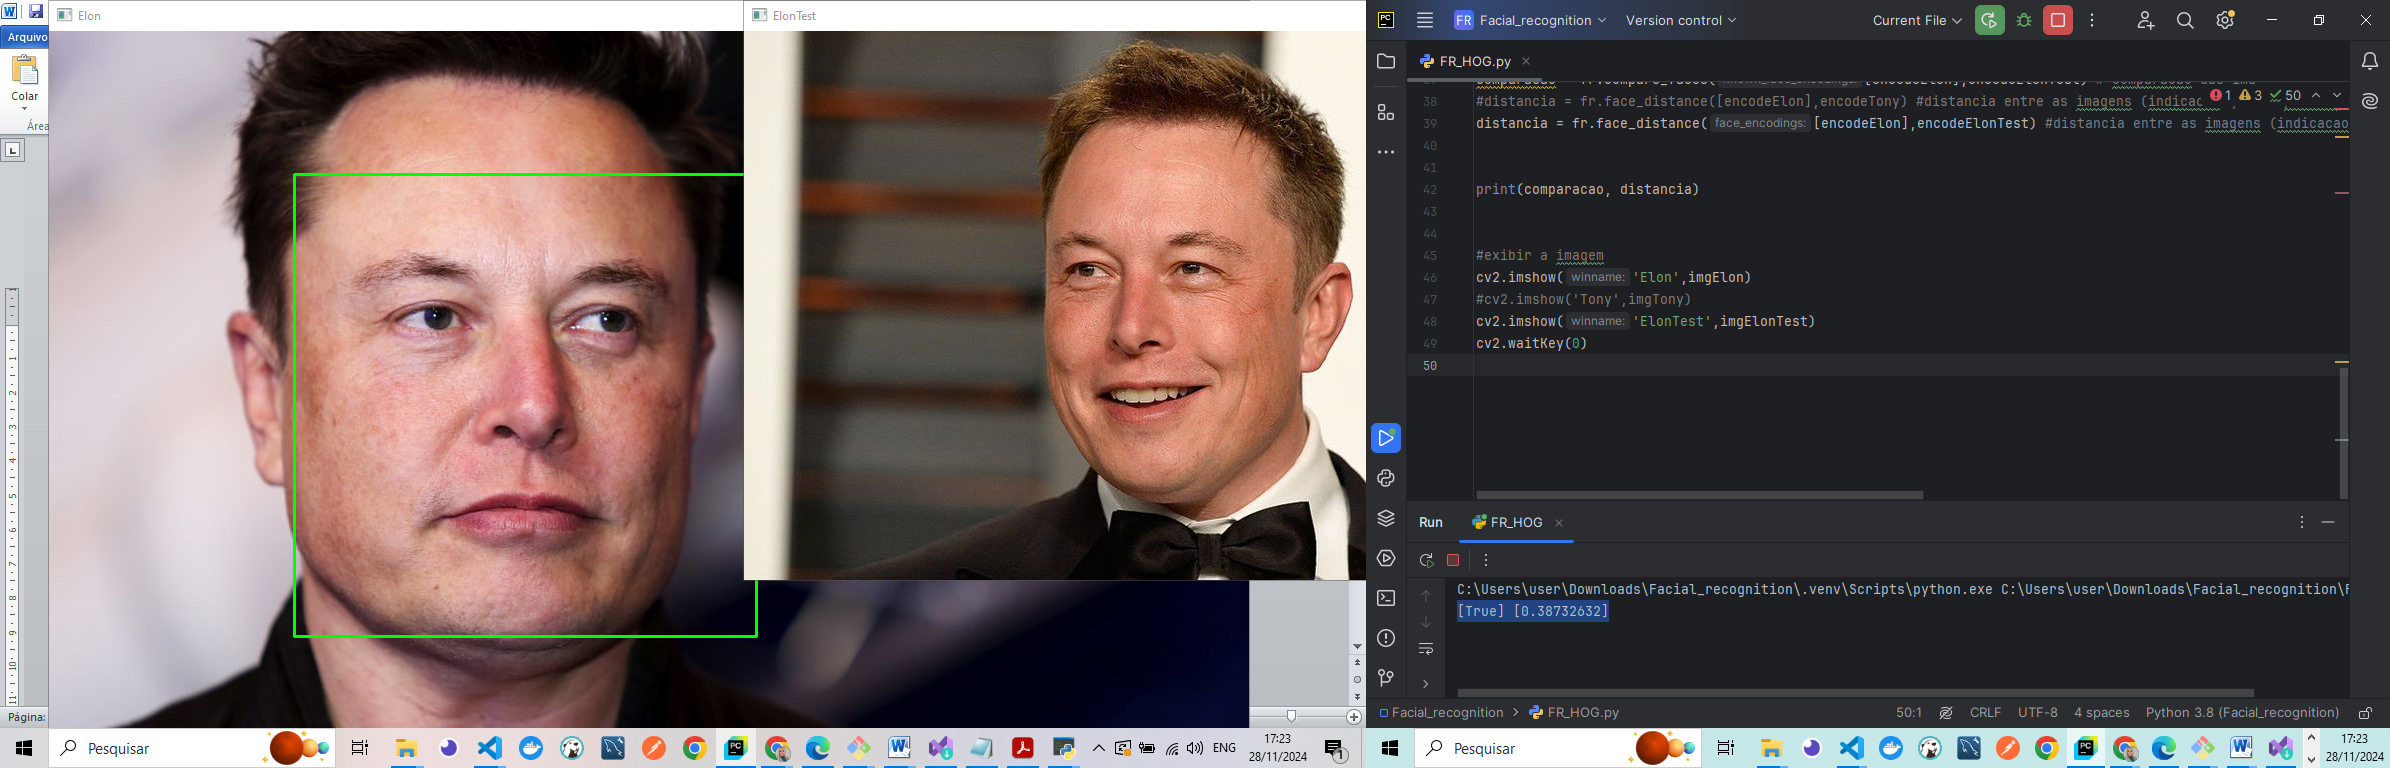 Elon
ElonTest
Arquivo
Colar
Área
Página:
FR Facial_recognition
Version control
Current File
FR_HOG.py
38 #distancia = fr.face_distance([encodeElon],encodeTony) #distancia entre as imagens (indicac
1 3 50
39 distancia = fr.face_distance( face_encodings: [encodeElon],encodeElonTest) #distancia entre as imagens (indicacao
40
41
42 print(comparacao, distancia)
43
44
45 #exibir a imagem
46 cv2.imshow( winname: 'Elon',imgElon)
47 #cv2.imshow('Tony',imgTony)
48 cv2.imshow( winname: 'ElonTest',imgElonTest)
49 cv2.waitKey(0)
50
Run FR_HOG
C:\Users\user\Downloads\Facial_recognition\.venv\Scripts\python.exe C:\Users\user\Downloads\Facial_recognition\F
[True] [0.38732632]
Facial_recognition > FR_HOG.py
50:1 CRLF UTF-8 4 spaces Python 3.8 (Facial_recognition)
Pesquisar
ENG
17:23
28/11/2024
1
Pesquisar
17:23
28/11/2024